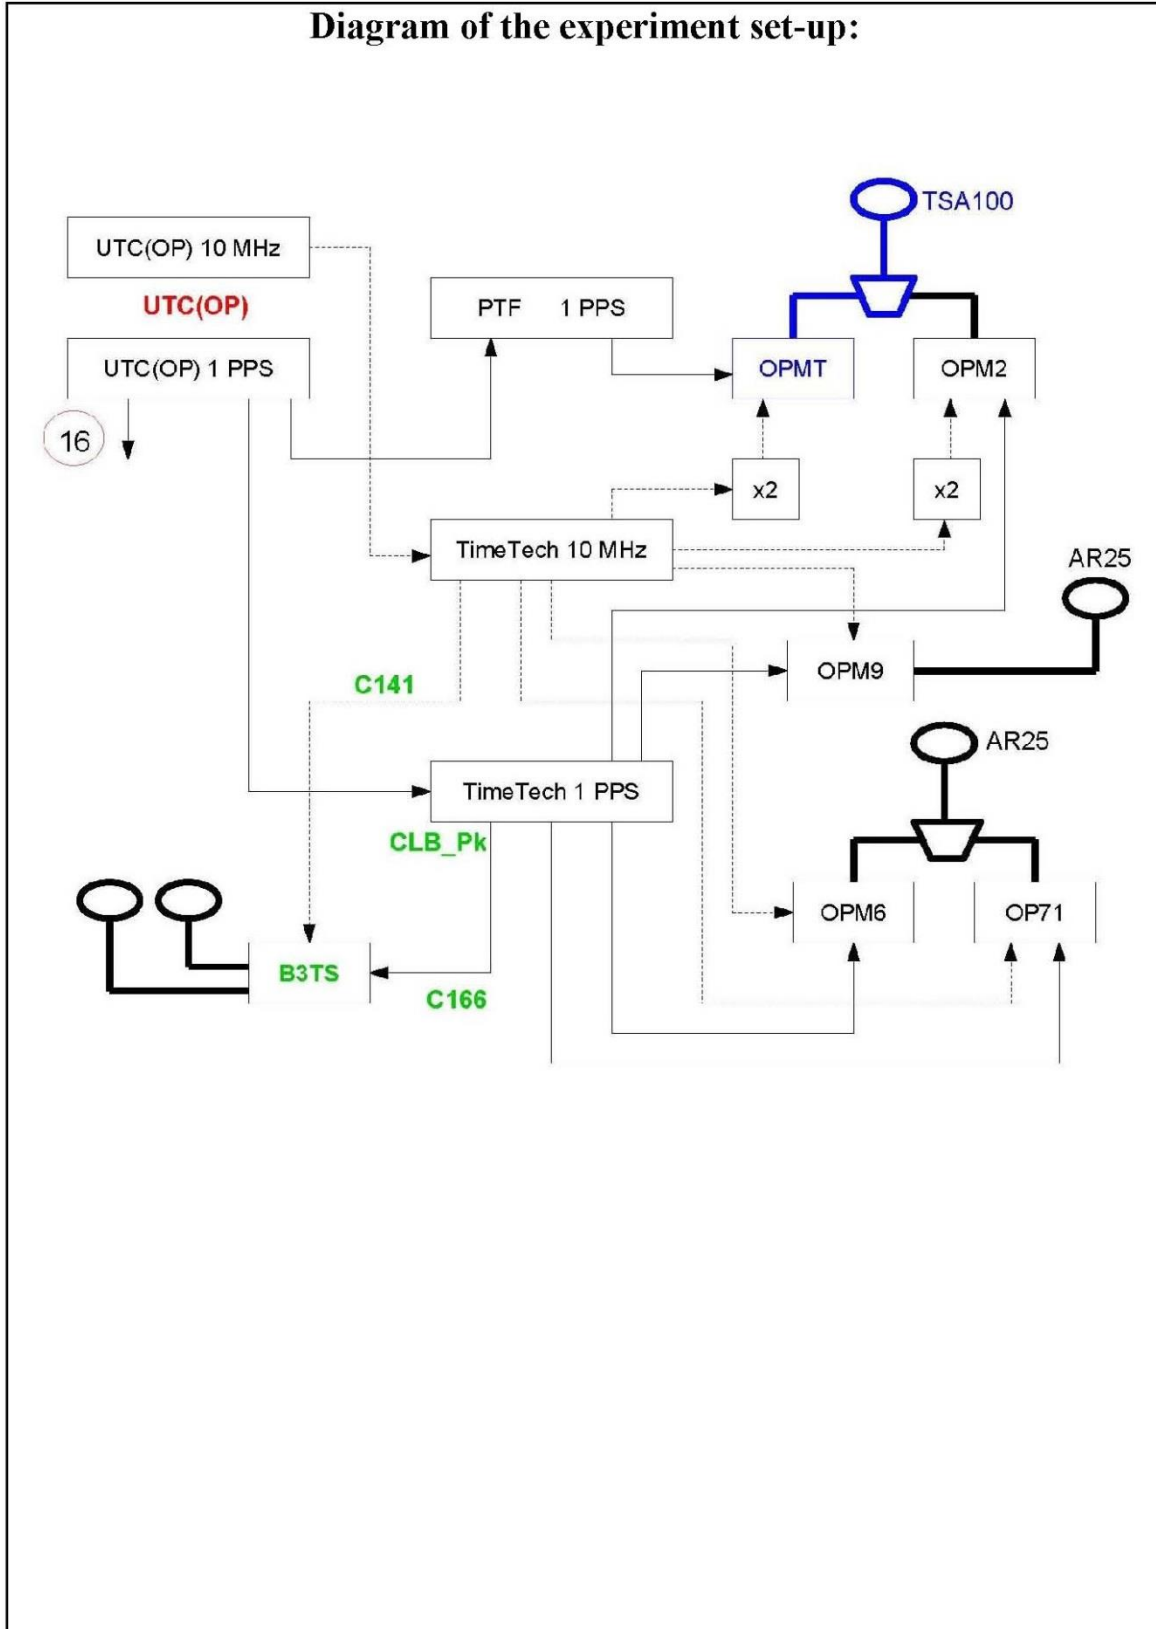 Diagram of the experiment set-up:
TSA100
UTC(OP) 10 MHz
UTC(OP)
PTF 1 PPS
UTC(OP) 1 PPS
OPMT
OPM2
16
x2
x2
TimeTech 10 MHz
AR25
OPM9
C141
AR25
TimeTech 1 PPS
CLB_Pk
OPM6
OP71
B3TS
C166